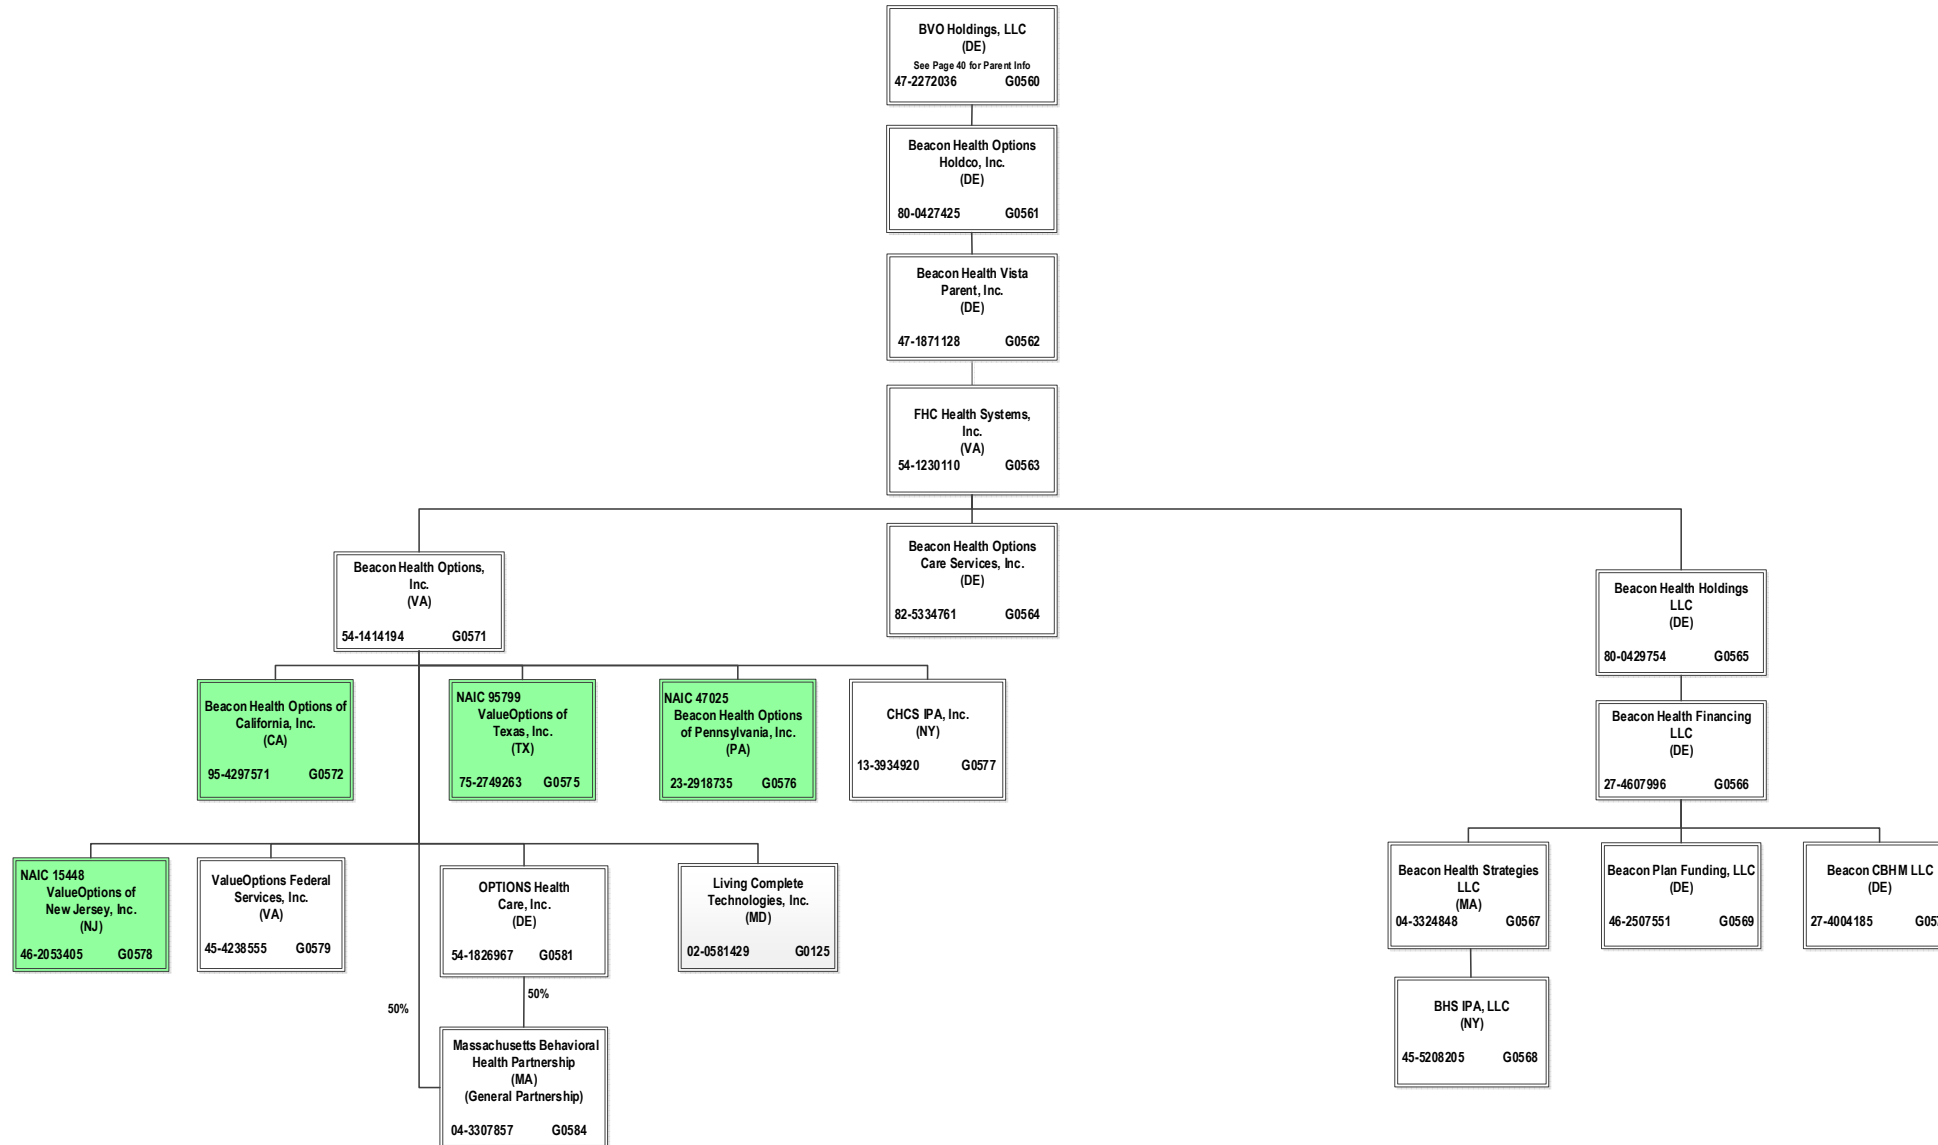 BVO Holdings, LLC
(DE)
See Page 40 for Parent Info
47-2272036 G0560
Beacon Health Options
Holdco, Inc.
(DE)
80-0427425 G0561
Beacon Health Vista
Parent, Inc.
(DE)
47-1871128 G0562
FHC Health Systems,
Inc.
(VA)
54-1230110 G0563
Beacon Health Options,
Inc.
(VA)
54-1414194 G0571
Beacon Health Options
Care Services, Inc.
(DE)
82-5334761 G0564
Beacon Health Holdings
LLC
(DE)
80-0429754 G0565
Beacon Health Options of
California, Inc.
(CA)
95-4297571 G0572
NAIC 95799
ValueOptions of
Texas, Inc.
(TX)
75-2749263 G0575
NAIC 47025
Beacon Health Options
of Pennsylvania, Inc.
(PA)
23-2918735 G0576
CHCS IPA, Inc.
(NY)
13-3934920 G0577
Beacon Health Financing
LLC
(DE)
27-4607996 G0566
NAIC 15448
ValueOptions of
New Jersey, Inc.
(NJ)
46-2053405 G0578
ValueOptions Federal
Services, Inc.
(VA)
45-4238555 G0579
OPTIONS Health
Care, Inc.
(DE)
54-1826967 G0581
Living Complete
Technologies, Inc.
(MD)
02-0581429 G0125
Beacon Health Strategies
LLC
(MA)
04-3324848 G0567
Beacon Plan Funding, LLC
(DE)
46-2507551 G0569
Beacon CBHM LLC
(DE)
27-4004185
50%
50%
Massachusetts Behavioral
Health Partnership
(MA)
(General Partnership)
04-3307857 G0584
BHS IPA, LLC
(NY)
45-5208205 G0568